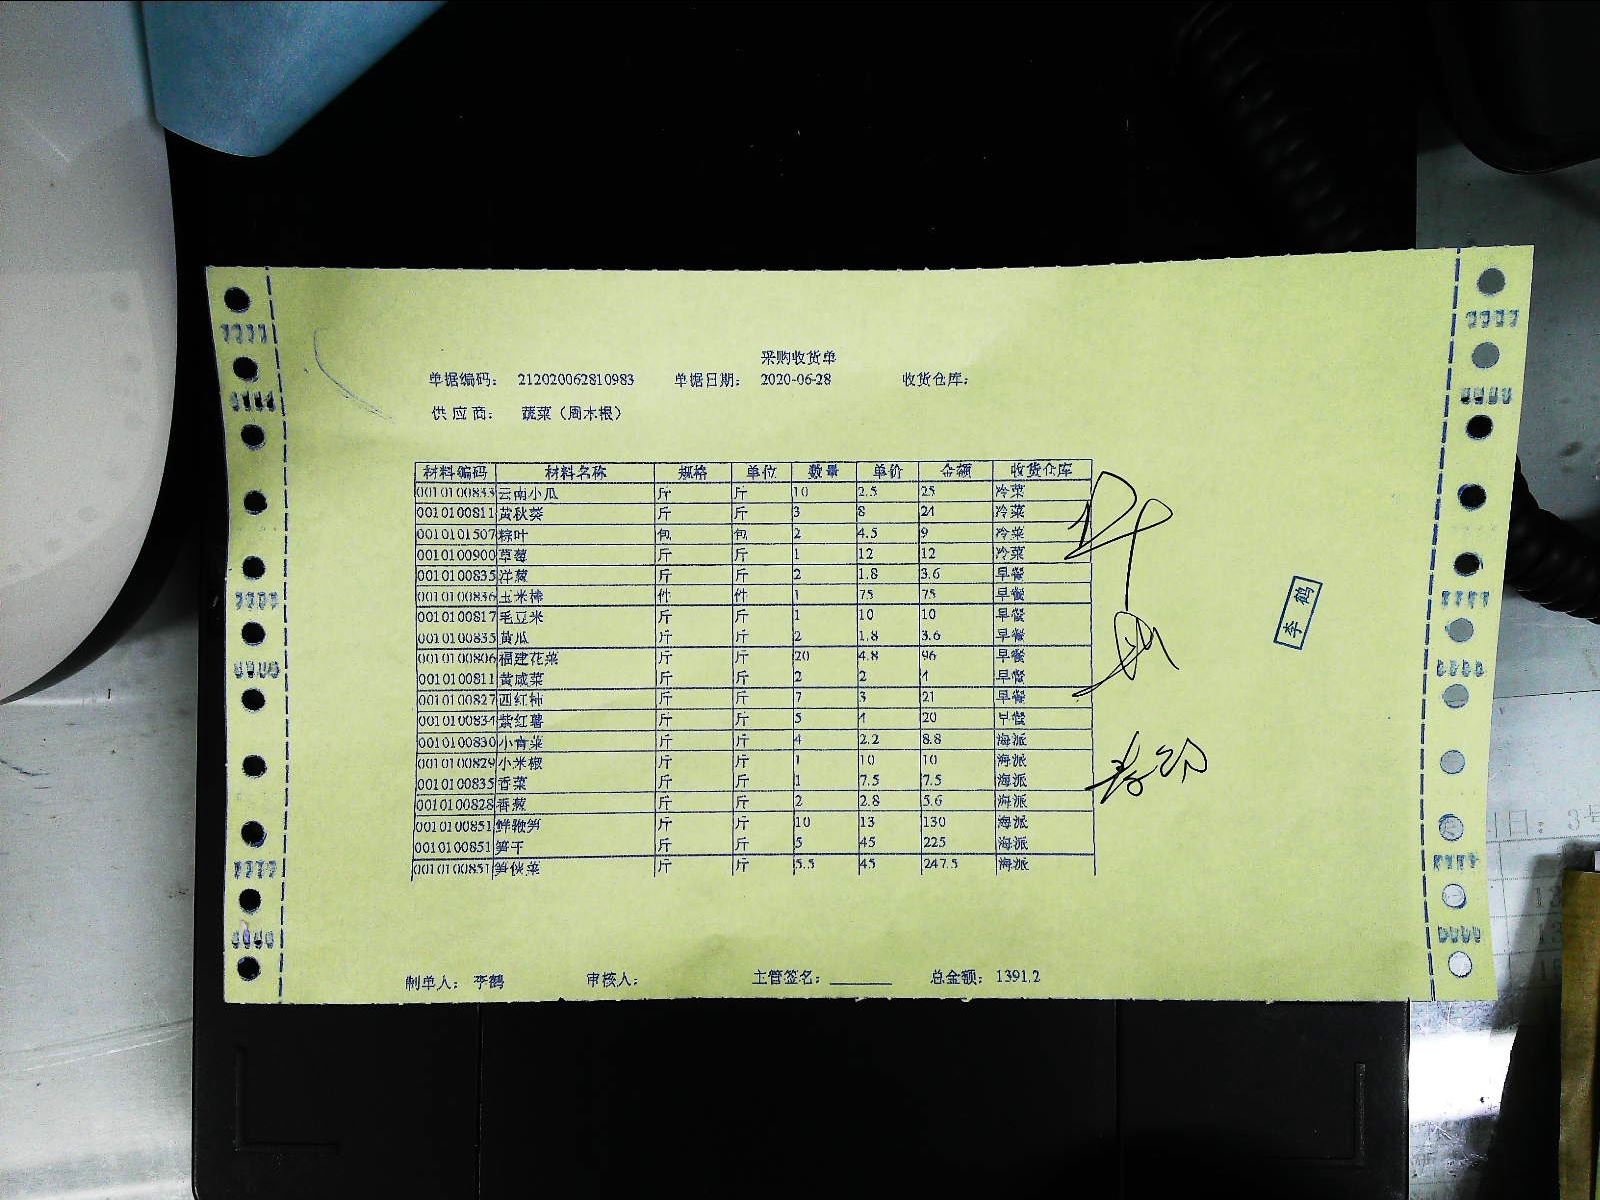 采购收货单
单据编码： 212020062810983 单据日期： 2020-06-28 收货仓库：
供应商： 蔬菜（周木根）
材料编码 材料名称 规格 单位 数量 单价 金额 收货仓库
0010100833 云南小瓜 斤 斤 10 2.5 25 冷菜
0010100811 黄秋葵 斤 斤 3 8 24 冷菜
0010101507 粽叶 包 包 2 4.5 9 冷菜
0010100900 草莓 斤 斤 1 12 12 冷菜
0010100835 洋葱 斤 斤 2 1.8 3.6 早餐
0010100836 玉米棒 件 件 1 75 75 早餐
0010100817 毛豆米 斤 斤 1 10 10 早餐
0010100835 黄瓜 斤 斤 2 1.8 3.6 早餐
0010100806 福建花菜 斤 斤 20 4.8 96 早餐
0010100811 黄咸菜 斤 斤 2 2 4 早餐
0010100827 西红柿 斤 斤 7 3 21 早餐
0010100834 紫红薯 斤 斤 5 4 20 早餐
0010100830 小青菜 斤 斤 4 2.2 8.8 海派
0010100829 小米椒 斤 斤 1 10 10 海派
0010100835 香菜 斤 斤 1 7.5 7.5 海派
0010100828 香葱 斤 斤 2 2.8 5.6 海派
0010100851 鲜鞭笋 斤 斤 10 13 130 海派
0010100851 笋干 斤 斤 5 45 225 海派
0010100851 笋伙菜 斤 斤 5.5 45 247.5 海派
李鹤
制单人： 李鹤 审核人： 主管签名： 总金额： 1391.2